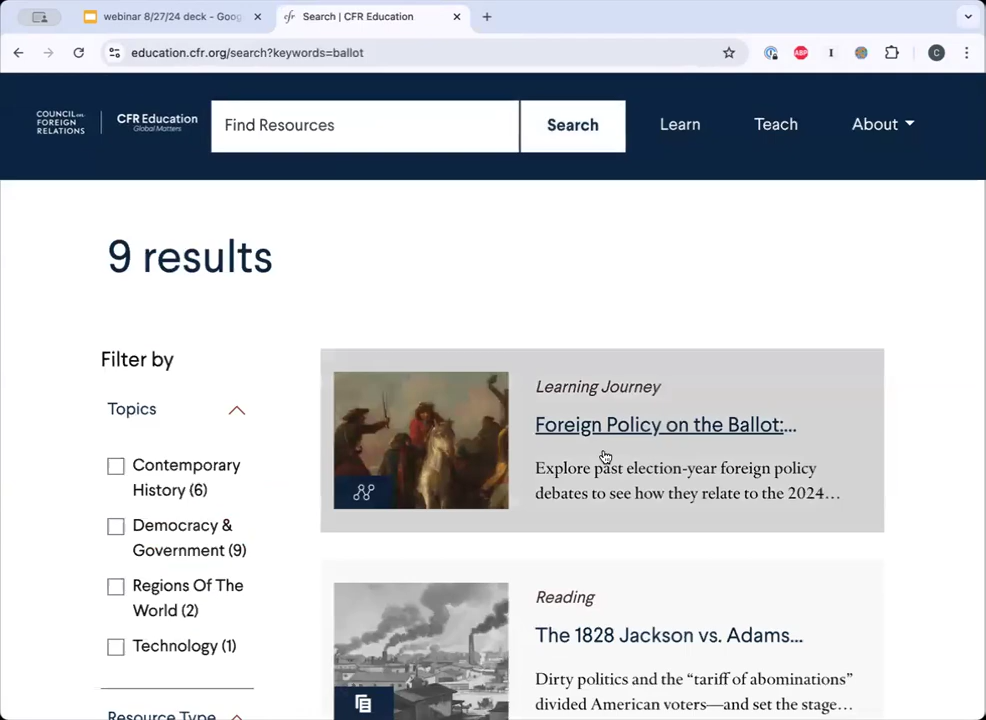 webinar 8/27/24 deck - Goog
cfr Search | CFR Education
education.cfr.org/search?keywords=ballot
ABP
I
C
COUNCIL on FOREIGN RELATIONS
CFR Education
Global Matters
Find Resources
Search
Learn
Teach
About
9 results
Filter by
Topics
Contemporary
History (6)
Democracy &
Government (9)
Regions Of The
World (2)
Technology (1)
Resource Type
Learning Journey
Foreign Policy on the Ballot:...
Explore past election-year foreign policy
debates to see how they relate to the 2024...
Reading
The 1828 Jackson vs. Adams...
Dirty politics and the “tariff of abominations”
divided American voters—and set the stage...